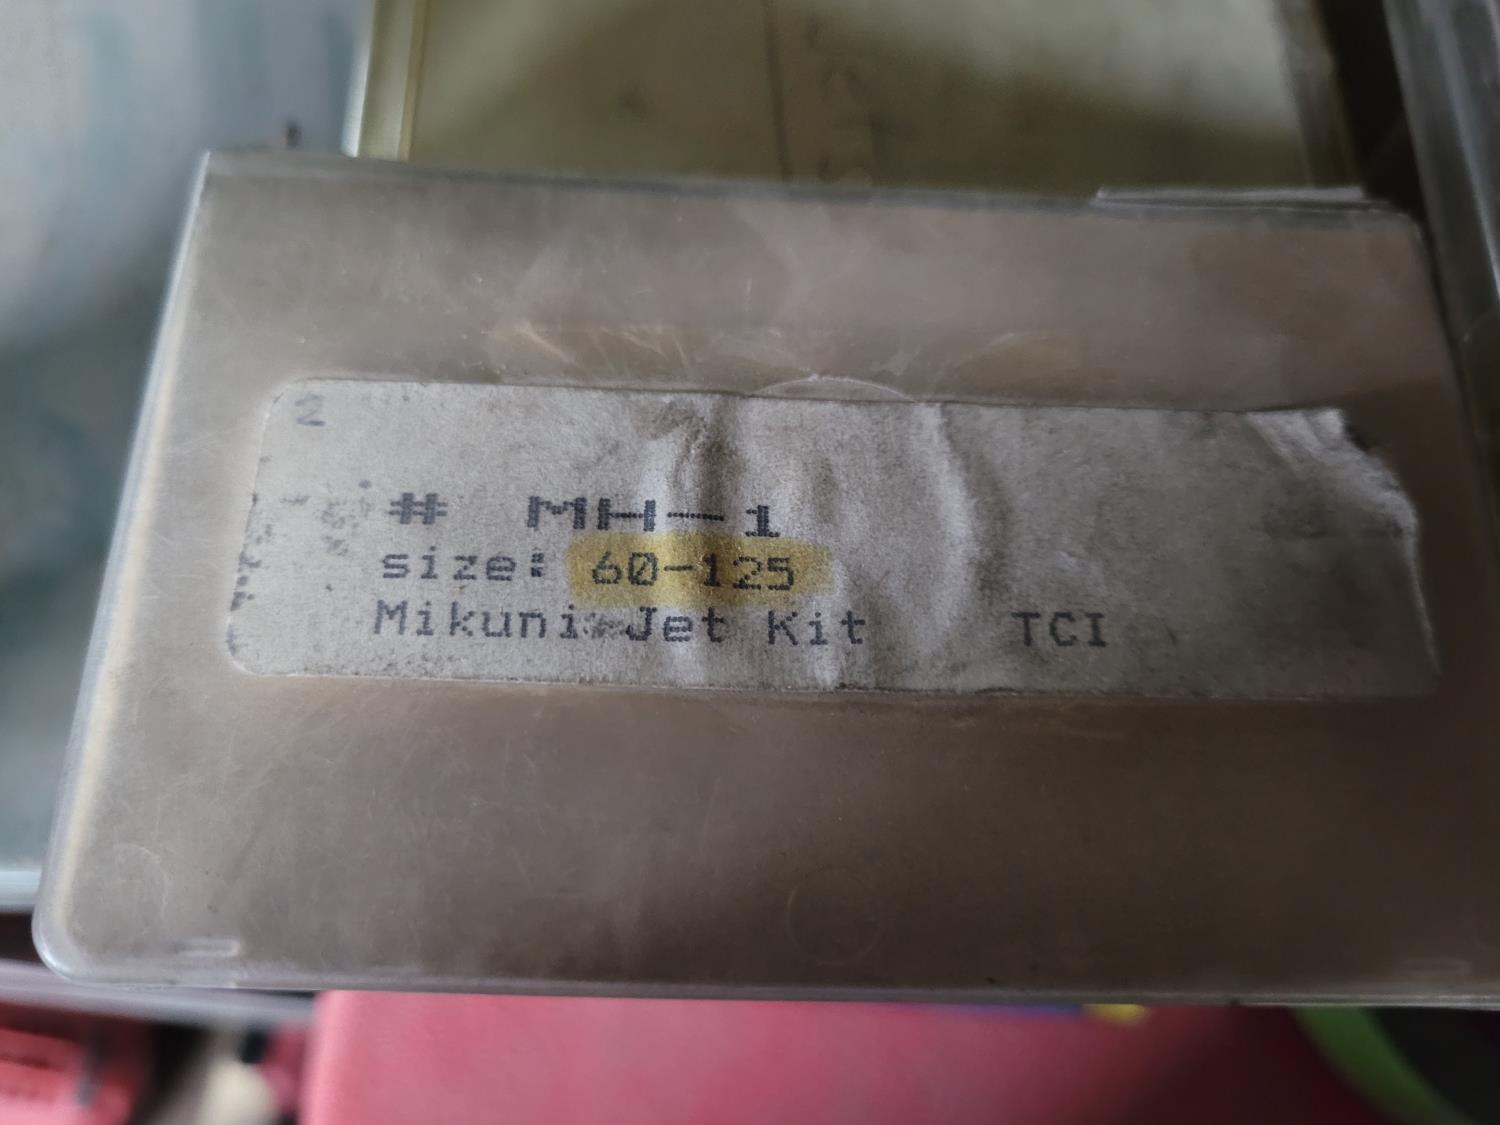 2
# MH-1
size: 60-125
Mikuni Jet Kit TCI